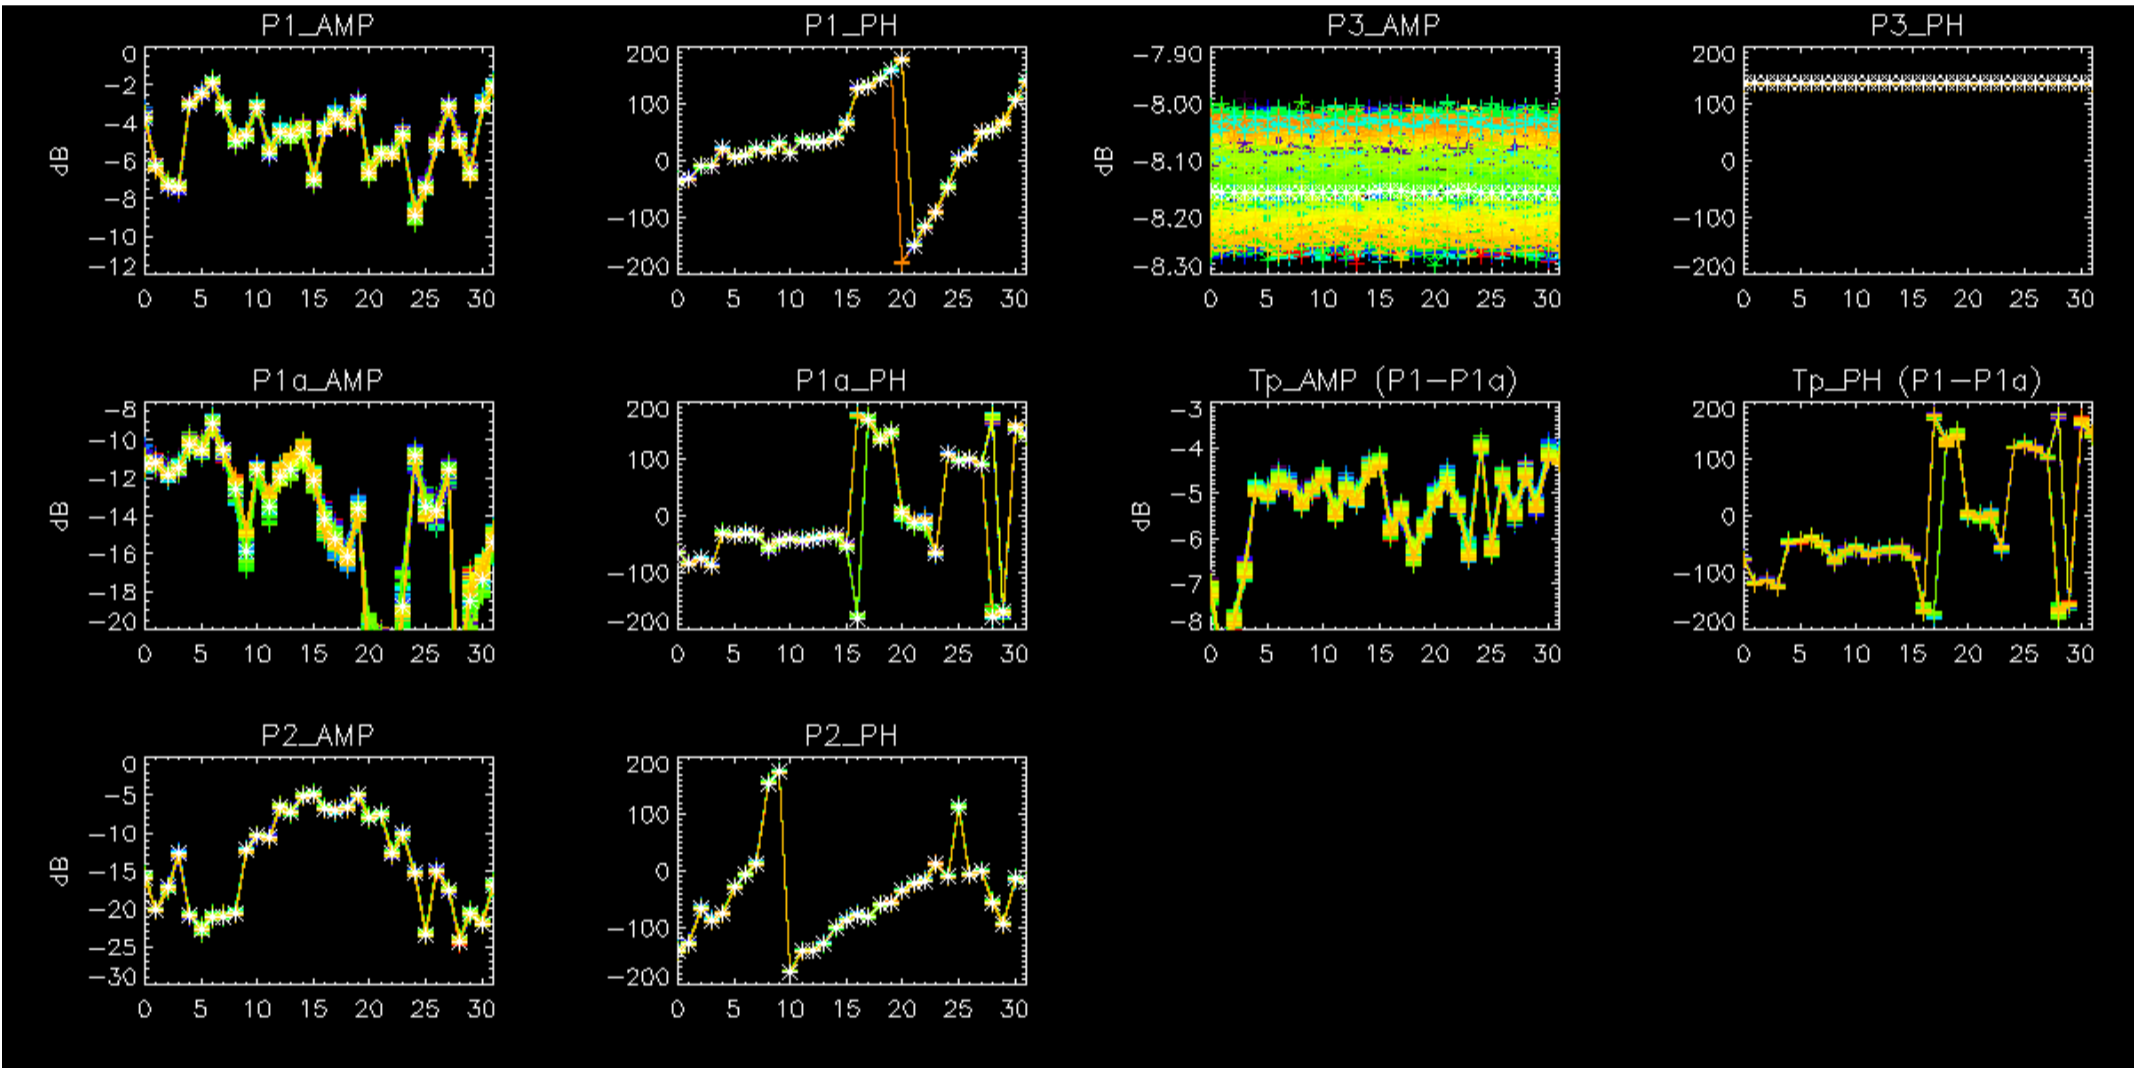 P1_AMP P1_PH P3_AMP P3_PH
0 200 -7.90 200
-2 100 -8.00 100
-4 0 -8.10 0
-6 -100 -8.20 -100
-8 -200 -8.30 -200
-10
-12
dB dB
0 5 10 15 20 25 30 0 5 10 15 20 25 30 0 5 10 15 20 25 30 0 5 10 15 20 25 30
P1a_AMP P1a_PH Tp_AMP (P1-P1a) Tp_PH (P1-P1a)
-8 200 -3 200
-10 100 -4 100
-12 0 -5 0
-14 -100 -6 -100
-16 -200 -7 -200
-18 -8
-20
dB dB
0 5 10 15 20 25 30 0 5 10 15 20 25 30 0 5 10 15 20 25 30 0 5 10 15 20 25 30
P2_AMP P2_PH
0 200
-5 100
-10 0
-15 -100
-20 -200
-25
-30
dB
0 5 10 15 20 25 30 0 5 10 15 20 25 30